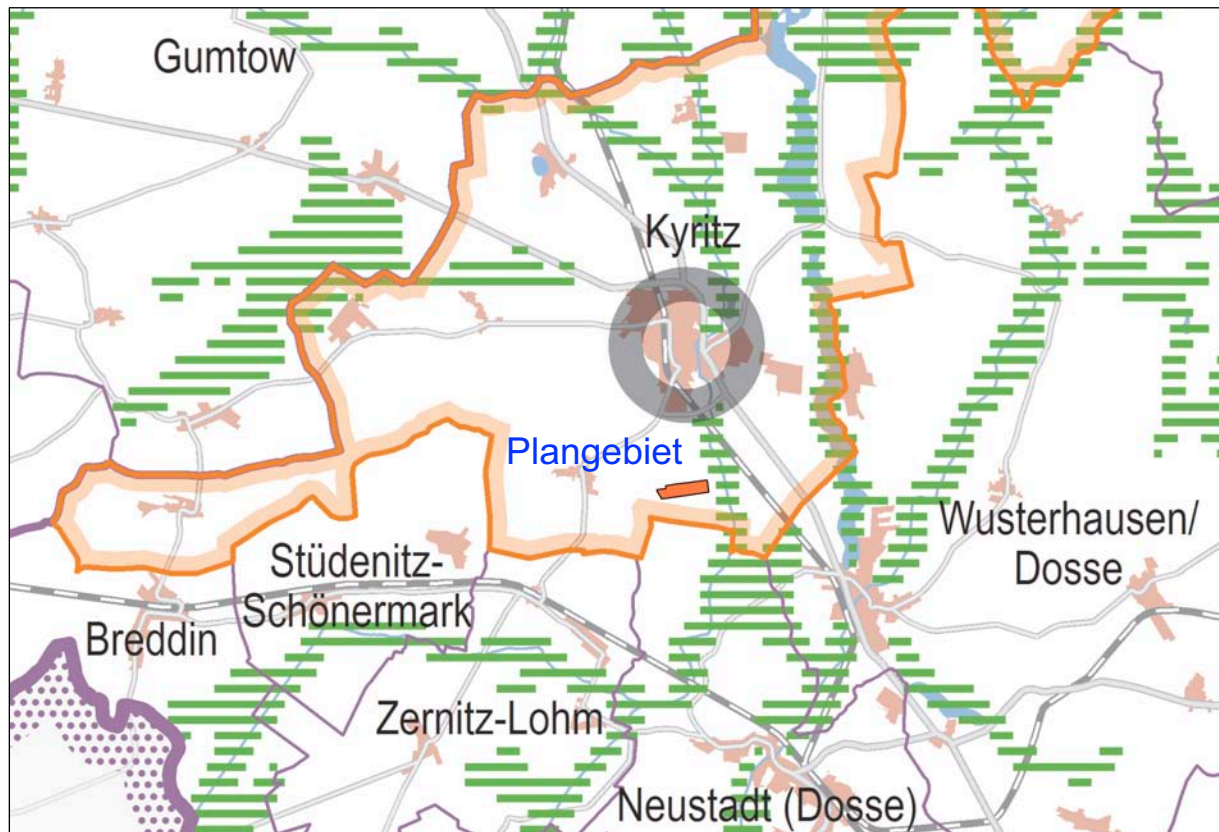 Gumtow
Kyritz
Plangebiet
Wusterhausen/
Dosse
Stüdenitz-
Schönermark
Breddin
Zernitz-Lohm
Neustadt (Dosse)